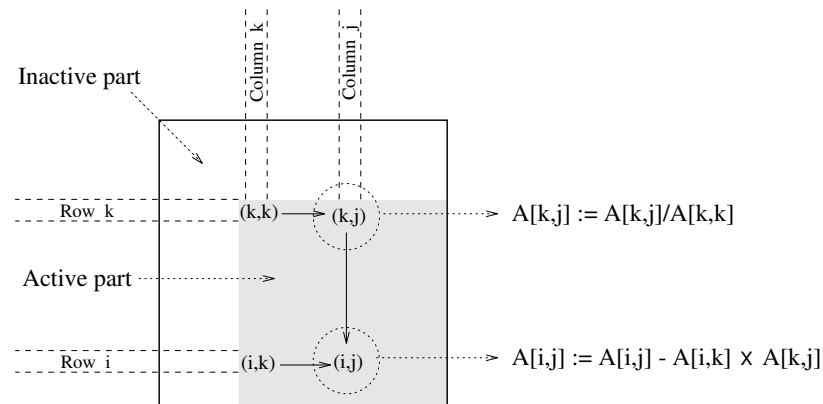 Column k
Column j
Inactive part
Row k
(k,k)
(k,j)
A[k,j] := A[k,j]/A[k,k]
Active part
Row i
(i,k)
(i,j)
A[i,j] := A[i,j] - A[i,k] x A[k,j]